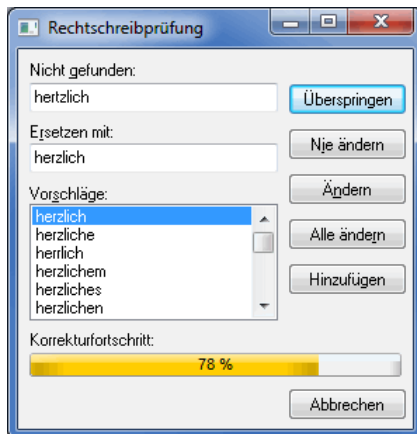 Rechtschreibprüfung
Nicht gefunden:
hertzlich
Überspringen
Ersetzen mit:
herzlich
Nie ändern
Vorschläge:
Ändern
herzlich
herzliche
herrlich
herzlichem
herzliches
herzlichen
Alle ändern
Hinzufügen
Korrekturfortschritt:
78 %
Abbrechen